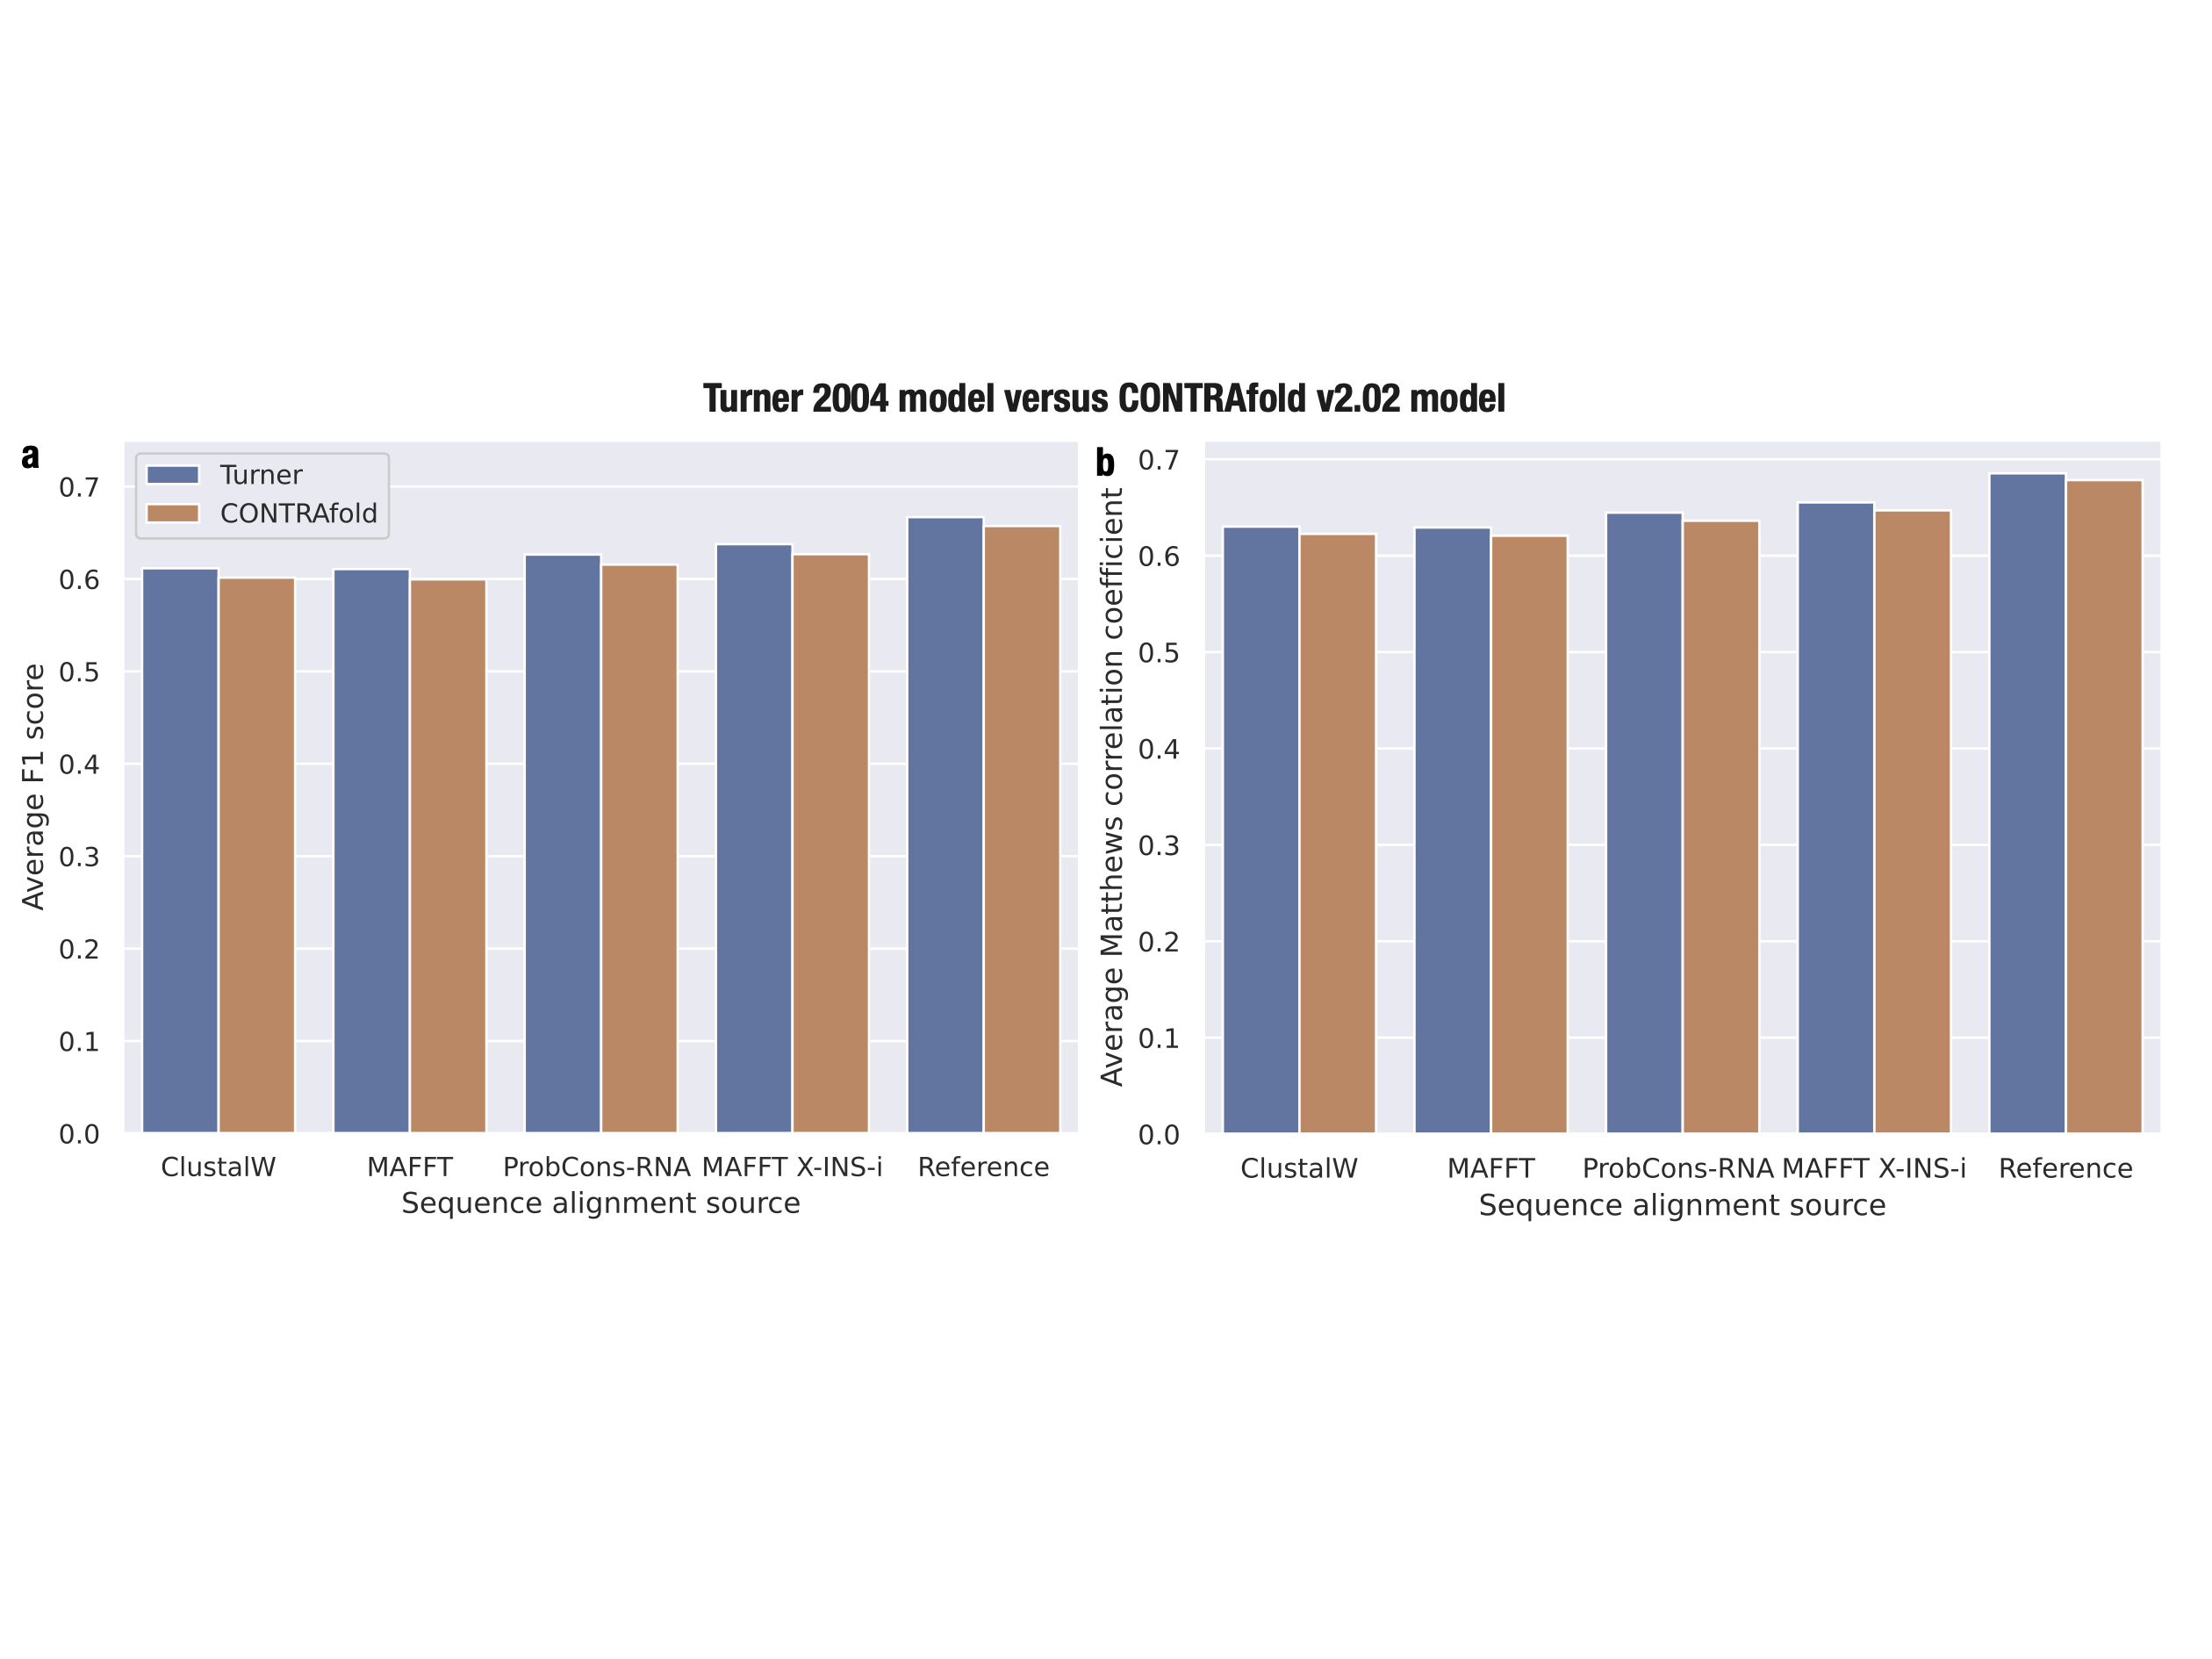 Turner 2004 model versus CONTRAfold v2.02 model
a
Turner
CONTRAfold
Average F1 score
0.7
0.6
0.5
0.4
0.3
0.2
0.1
0.0
ClustalW MAFFT ProbCons-RNA MAFFT X-INS-i Reference
Sequence alignment source
b
Average Matthews correlation coefficient
0.7
0.6
0.5
0.4
0.3
0.2
0.1
0.0
ClustalW MAFFT ProbCons-RNA MAFFT X-INS-i Reference
Sequence alignment source